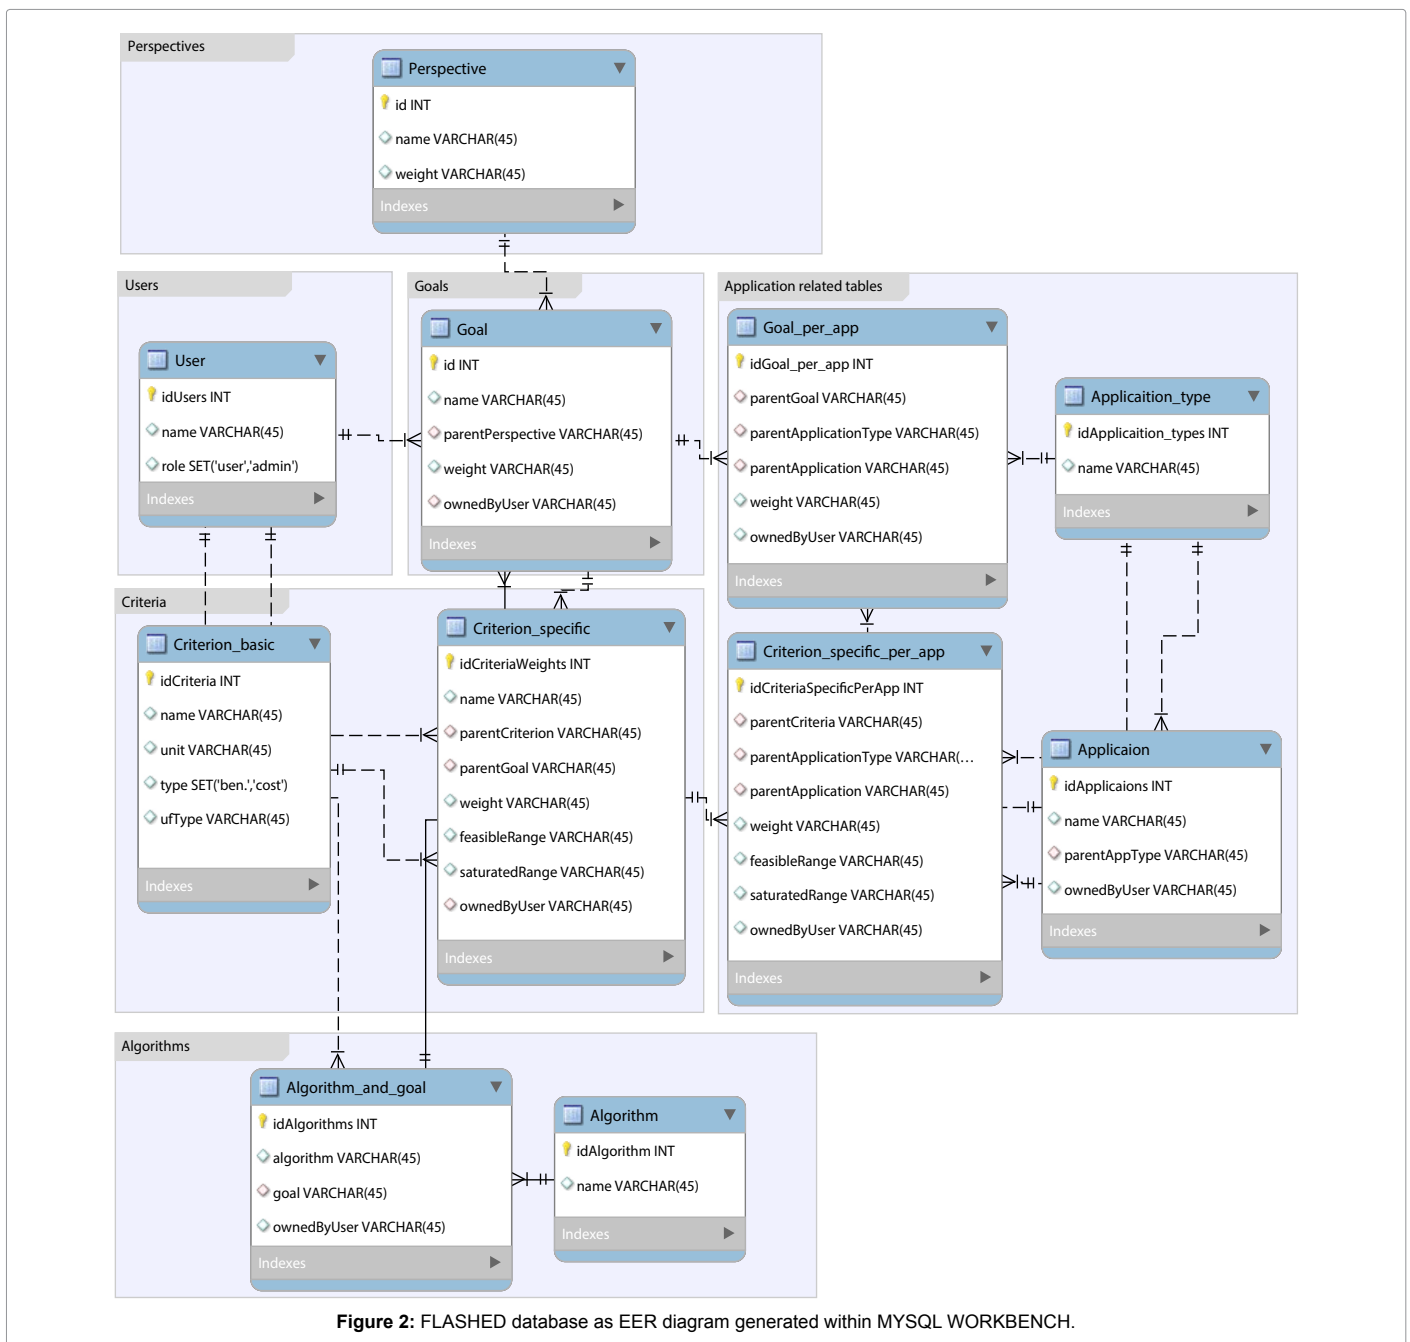 Perspectives
Perspective
id INT
name VARCHAR(45)
weight VARCHAR(45)
Indexes
Users
User
idUsers INT
name VARCHAR(45)
role SET('user','admin')
Indexes
Goals
Goal
id INT
name VARCHAR(45)
parentPerspective VARCHAR(45)
weight VARCHAR(45)
ownedByUser VARCHAR(45)
Indexes
Application related tables
Goal_per_app
idGoal_per_app INT
parentGoal VARCHAR(45)
parentApplicationType VARCHAR(45)
parentApplication VARCHAR(45)
weight VARCHAR(45)
ownedByUser VARCHAR(45)
Indexes
Applicaition_type
idApplicaition_types INT
name VARCHAR(45)
Indexes
Criteria
Criterion_basic
idCriteria INT
name VARCHAR(45)
unit VARCHAR(45)
type SET('ben.','cost')
ufType VARCHAR(45)
Indexes
Criterion_specific
idCriteriaWeights INT
name VARCHAR(45)
parentCriterion VARCHAR(45)
parentGoal VARCHAR(45)
weight VARCHAR(45)
feasibleRange VARCHAR(45)
saturatedRange VARCHAR(45)
ownedByUser VARCHAR(45)
Indexes
Criterion_specific_per_app
idCriteriaSpecificPerApp INT
parentCriteria VARCHAR(45)
parentApplicationType VARCHAR(...
parentApplication VARCHAR(45)
weight VARCHAR(45)
feasibleRange VARCHAR(45)
saturatedRange VARCHAR(45)
ownedByUser VARCHAR(45)
Indexes
Applicaion
idApplicaions INT
name VARCHAR(45)
parentAppType VARCHAR(45)
ownedByUser VARCHAR(45)
Indexes
Algorithms
Algorithm_and_goal
idAlgorithms INT
algorithm VARCHAR(45)
goal VARCHAR(45)
ownedByUser VARCHAR(45)
Indexes
Algorithm
idAlgorithm INT
name VARCHAR(45)
Indexes
Figure 2: FLASHED database as EER diagram generated within MYSQL WORKBENCH.